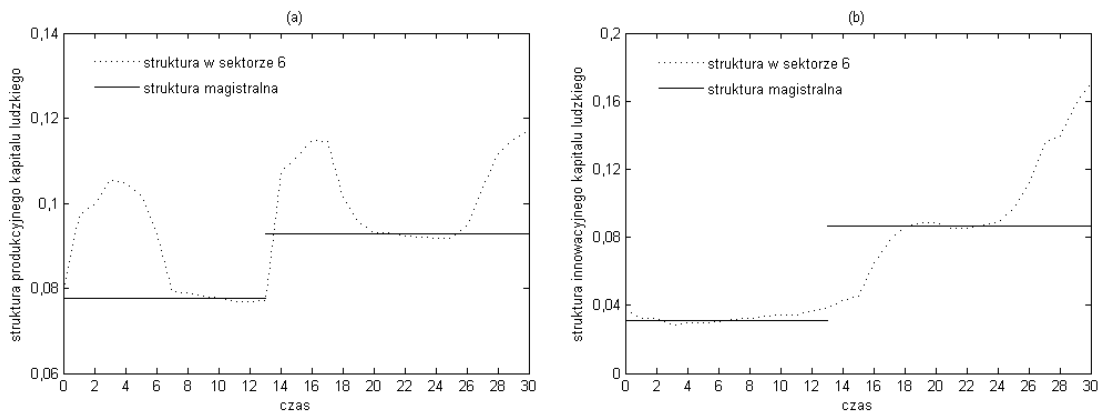 (a)
0,14
0,12
0,1
0,08
0,06
struktura produkcyjnego kapitalu ludzkiego
struktura w sektorze 6
struktura magistralna
0 2 4 6 8 10 12 14 16 18 20 22 24 26 28 30
czas
(b)
0,2
0,16
0,12
0,08
0,04
0
struktura innowacyjnego kapitalu ludzkiego
struktura w sektorze 6
struktura magistralna
0 2 4 6 8 10 12 14 16 18 20 22 24 26 27 28 30
czas